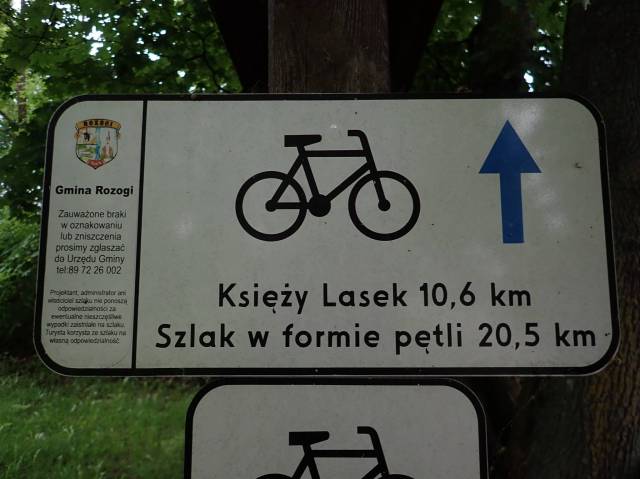 ROZOGI
Gmina Rozogi
Zauważone braki
w oznakowaniu
lub zniszczenia
prosimy zgłaszać
do Urzędu Gminy
tel:89 72 26 002
Projektant, administrator ani
właściciel szlaku nie ponoszą
odpowiedzialności za
ewentualne nieszczęśliwe
wypadki zaistniałe na szlaku.
Turysta korzysta ze szlaku na
własną odpowiedzialność.
Księży Lasek 10,6 km
Szlak w formie pętli 20,5 km